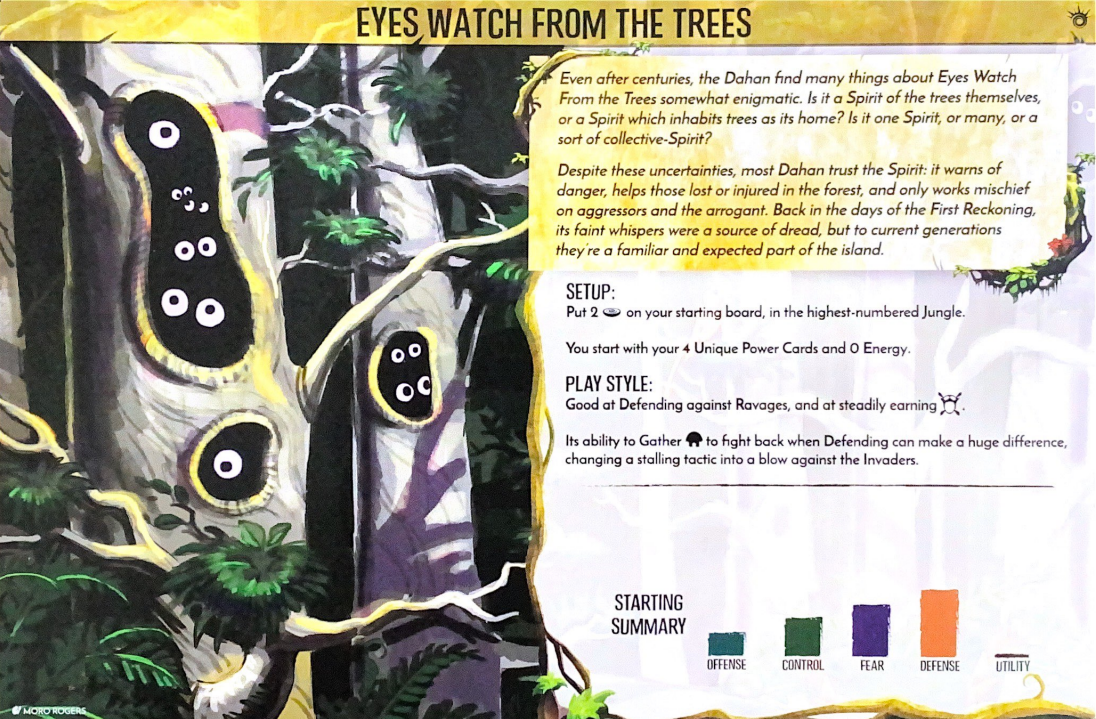 EYES WATCH FROM THE TREES
Even after centuries, the Dahan find many things about Eyes Watch
From the Trees somewhat enigmatic. Is it a Spirit of the trees themselves,
or a Spirit which inhabits trees as its home? Is it one Spirit, or many, or a
sort of collective-Spirit?
Despite these uncertainties, most Dahan trust the Spirit: it warns of
danger, helps those lost or injured in the forest, and only works mischief
on aggressors and the arrogant. Back in the days of the First Reckoning,
its faint whispers were a source of dread, but to current generations
they're a familiar and expected part of the island.
SETUP:
Put 2 on your starting board, in the highest-numbered Jungle.
You start with your 4 Unique Power Cards and 0 Energy.
PLAY STYLE:
Good at Defending against Ravages, and at steadily earning .
Its ability to Gather to fight back when Defending can make a huge difference,
changing a stalling tactic into a blow against the Invaders.
STARTING
SUMMARY
OFFENSE CONTROL FEAR DEFENSE UTILITY
MORO ROGERS